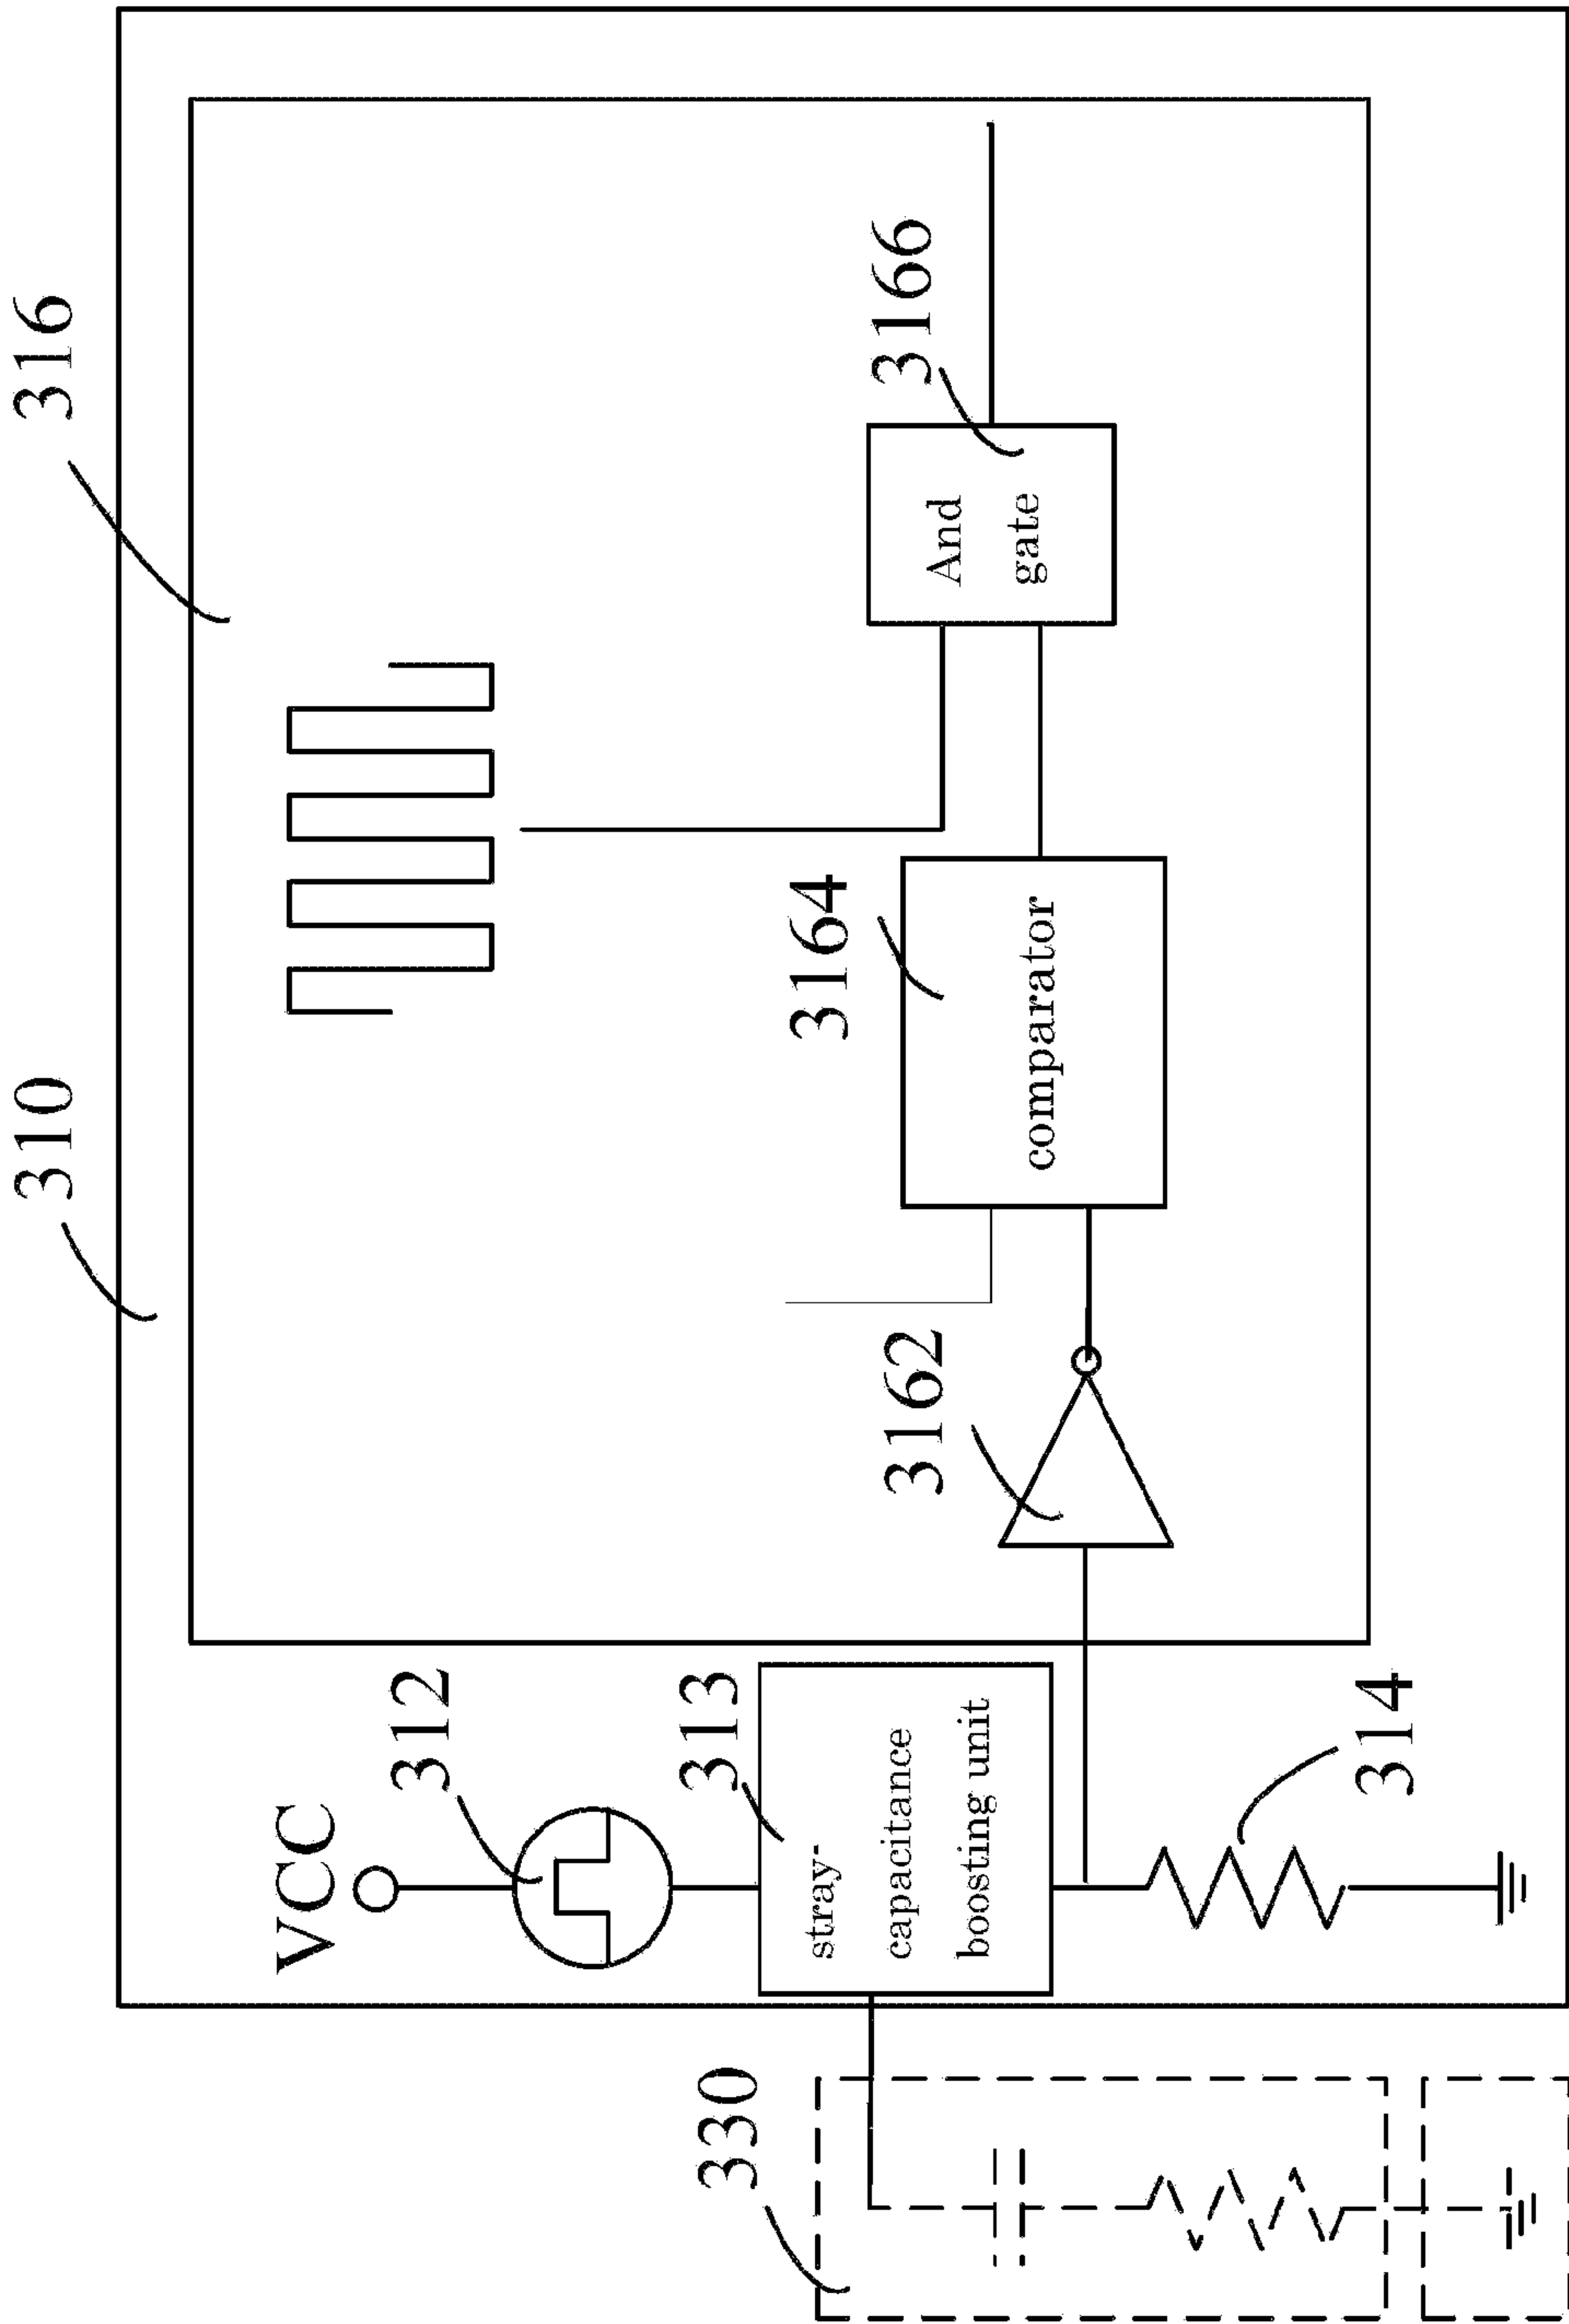 310
316
VCC
312
313
stray-
capacitance
boosting unit
314
330
3162
3164
comparator
3166
And
gate